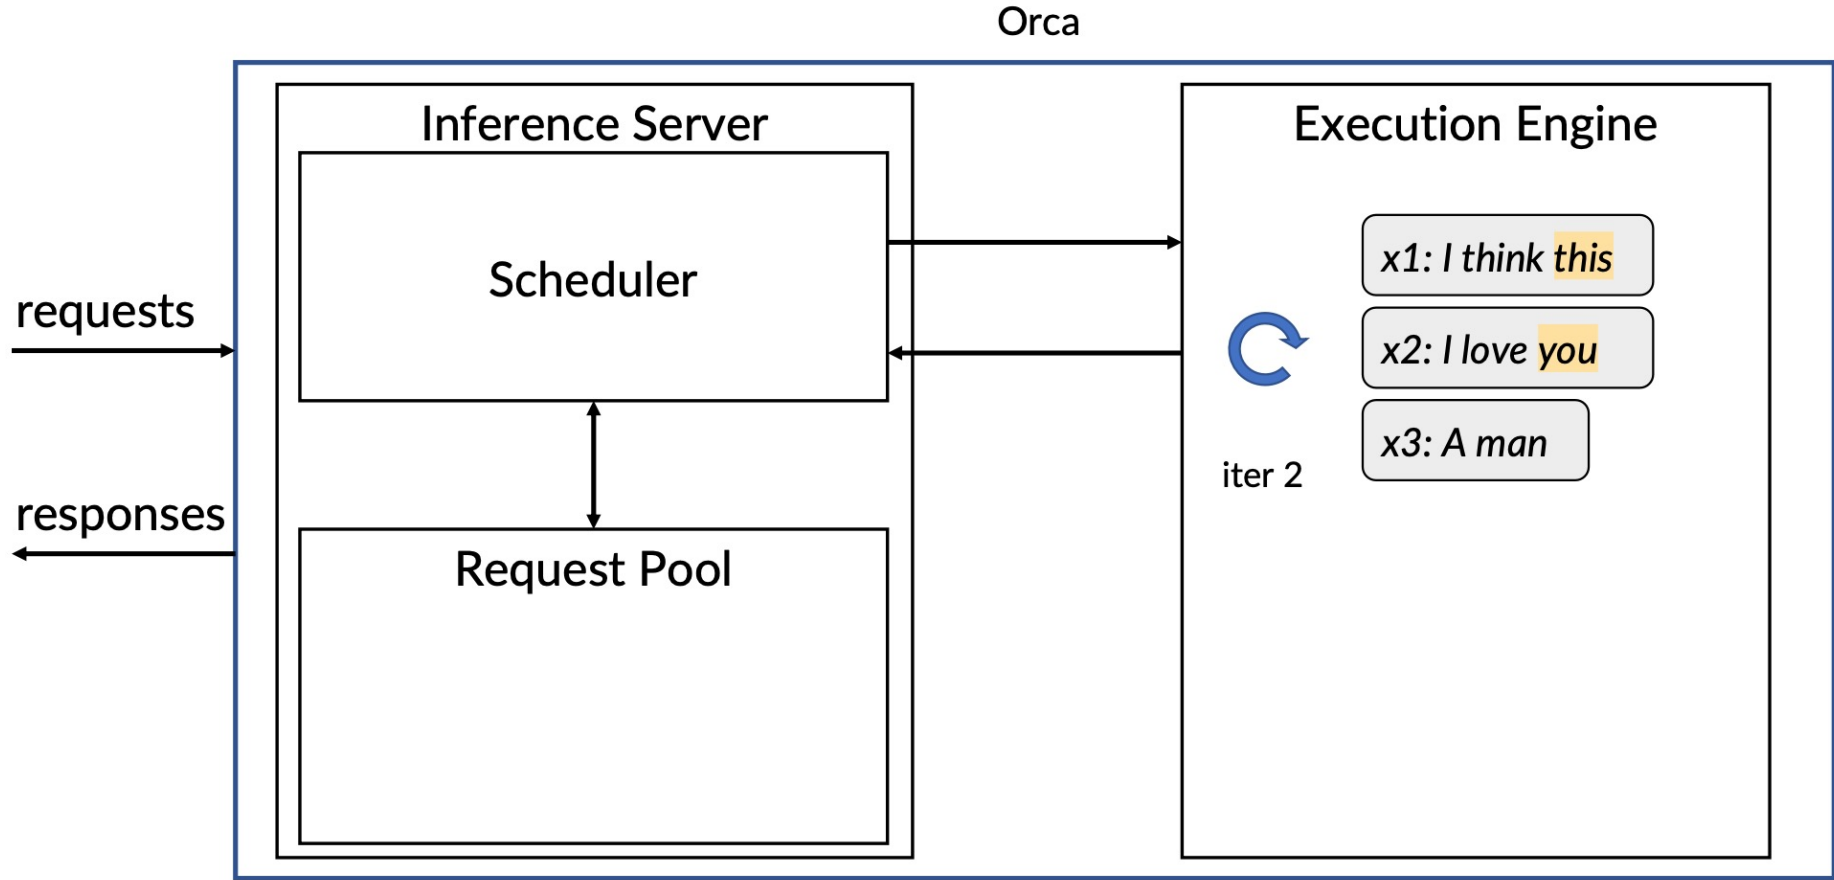 Orca
Inference Server
Execution Engine
Scheduler
requests
responses
Request Pool
x1: I think this
x2: I love you
x3: A man
iter 2